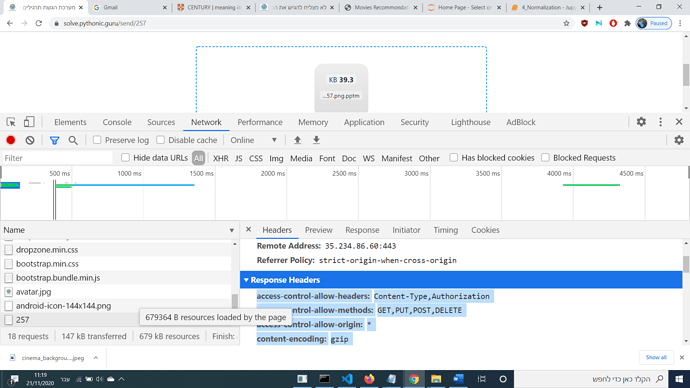 מערכת הגשת תרגילים
Gmail
CENTURY | meaning in
לא מצליח להגיש את ה
Movies Recommendat
Home Page - Select or
4_Normalization - Jup
solve.pythonic.guru/send/257
Paused
KB 39.3
...57.png.pptm
Elements Console Sources Network Performance Memory Application Security Lighthouse AdBlock
Preserve log Disable cache Online
Filter Hide data URLs All XHR JS CSS Img Media Font Doc WS Manifest Other Has blocked cookies Blocked Requests
500 ms 1000 ms 1500 ms 2000 ms 2500 ms 3000 ms 3500 ms 4000 ms 4500 ms
Name
Headers Preview Response Initiator Timing Cookies
dropzone.min.css
bootstrap.min.css
bootstrap.bundle.min.js
avatar.jpg
android-icon-144x144.png
257
679364 B resources loaded by the page
18 requests 147 kB transferred 679 kB resources Finish:
Remote Address: 35.234.86.60:443
Referrer Policy: strict-origin-when-cross-origin
Response Headers
access-control-allow-headers: Content-Type,Authorization
control-allow-methods: GET,PUT,POST,DELETE
access-control-allow-origin: *
content-encoding: gzip
cinema_backgrou....jpeg
Show all
11:19
21/11/2020
עבר
הקלד כאן כדי לחפש